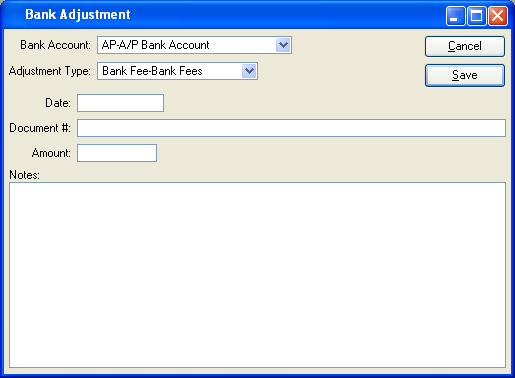 Bank Adjustment
Bank Account: AP-A/P Bank Account
Cancel
Adjustment Type: Bank Fee-Bank Fees
Save
Date:
Document #:
Amount:
Notes: